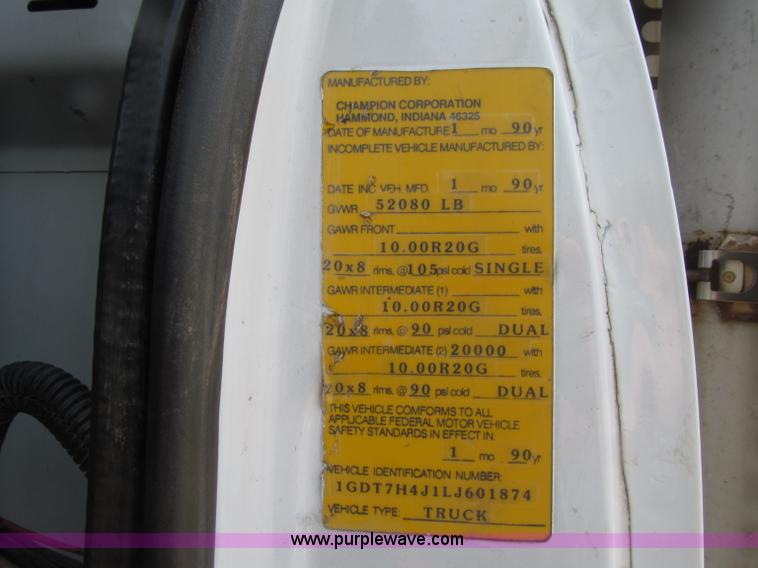 MANUFACTURED BY:
CHAMPION CORPORATION
HAMMOND, INDIANA 46325
DATE OF MANUFACTURE 1 mo 90 yr
INCOMPLETE VEHICLE MANUFACTURED BY:
DATE INC VEH. MFD. 1 mo 90 yr
GVWR 52080 LB
GAWR FRONT with
10.00R20G tires,
20x8 rims, @ 105 psi cold SINGLE
GAWR INTERMEDIATE (1) with
10.00R20G tires,
20x8 rims, @ 90 psi cold DUAL
GAWR INTERMEDIATE (2) 20000 with
10.00R20G tires,
20x8 rims, @ 90 psi cold DUAL
THIS VEHICLE COMFORMS TO ALL
APPLICABLE FEDERAL MOTOR VEHICLE
SAFETY STANDARDS IN EFFECT IN:
1 mo 90 yr
VEHICLE IDENTIFICATION NUMBER:
1GDT7H4J1LJ601874
VEHICLE TYPE: TRUCK
www.purplewave.com